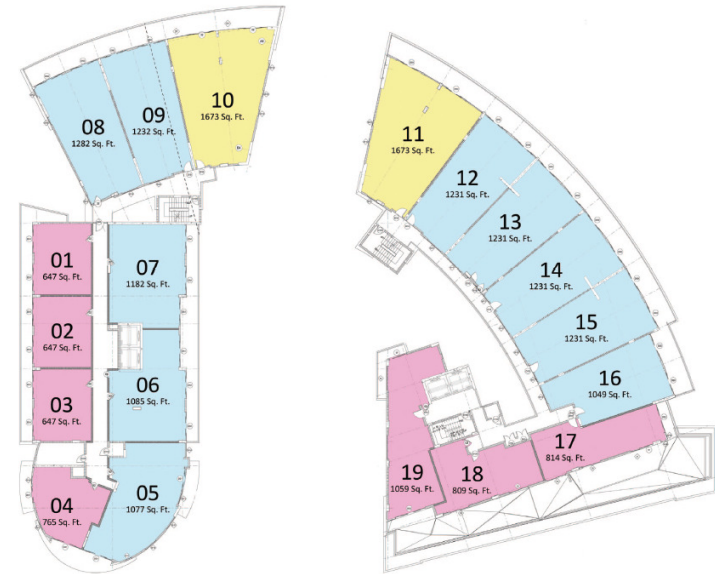 10
1673 Sq. Ft.
09
1232 Sq. Ft.
08
1282 Sq. Ft.
11
1673 Sq. Ft.
12
1231 Sq. Ft.
13
1231 Sq. Ft.
14
1231 Sq. Ft.
15
1231 Sq. Ft.
16
1049 Sq. Ft.
01
647 Sq. Ft.
07
1182 Sq. Ft.
02
647 Sq. Ft.
03
647 Sq. Ft.
06
1085 Sq. Ft.
04
765 Sq. Ft.
05
1077 Sq. Ft.
17
814 Sq. Ft.
18
809 Sq. Ft.
19
1059 Sq. Ft.